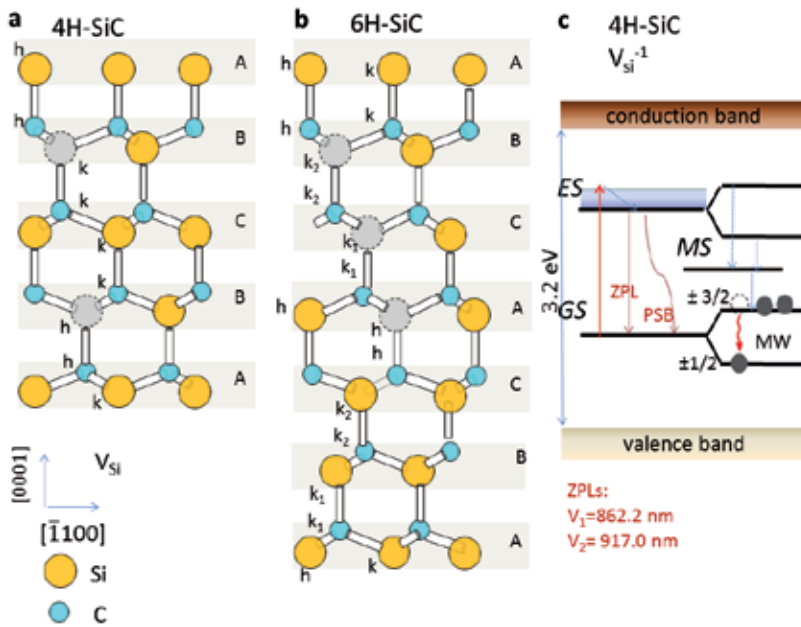 a
4H-SiC
h
A
h
B
k
k
C
k
k
B
h
h
A
k
[0001]
V_Si
[1̅100]
Si
C
b
6H-SiC
h
k
A
h
k
B
k₂
k₂
C
k₁
k₁
A
h
h
h
C
k₂
k₂
B
k₁
k₁
A
h
k
c
4H-SiC
V_si⁻¹
conduction band
ES
MS
3.2 eV
ZPL
± 3/2
GS
PSB
MW
±1/2
valence band
ZPLs:
V₁=862.2 nm
V₂= 917.0 nm